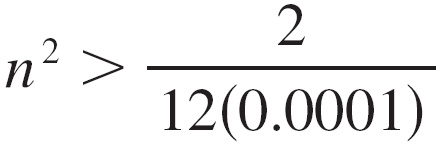 n² > 2 / 12(0.0001)